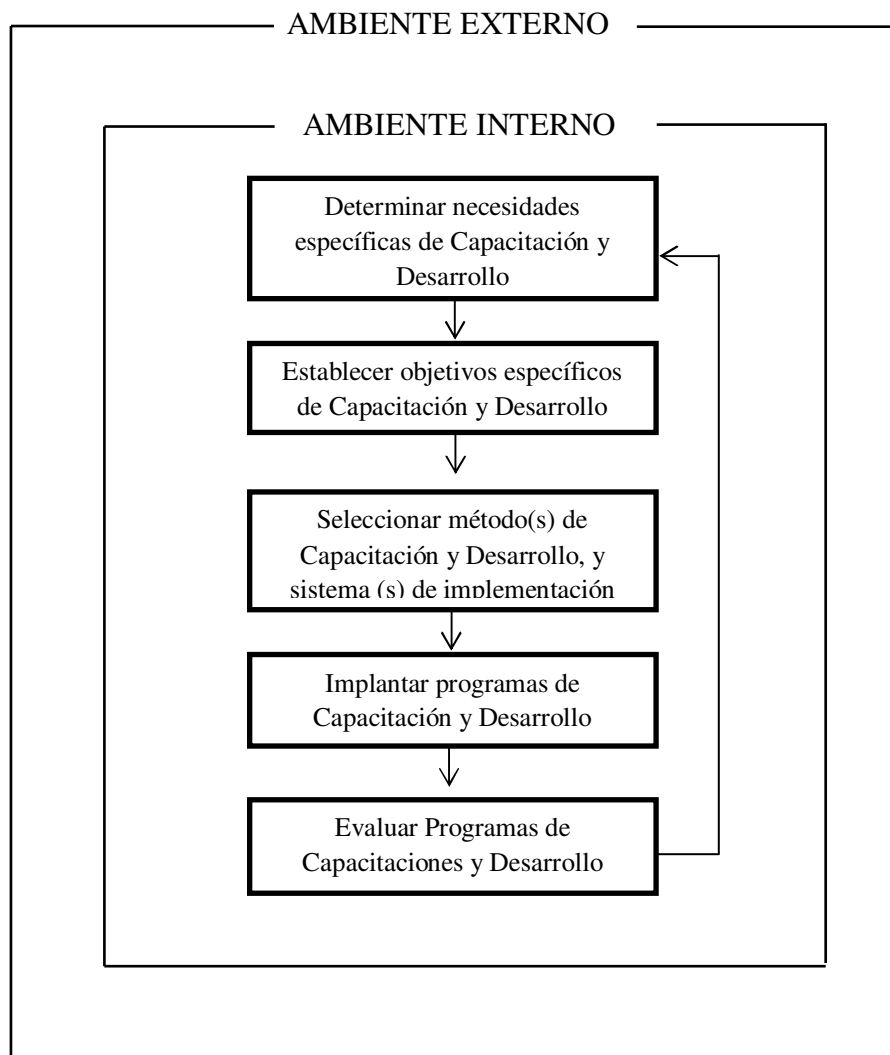 AMBIENTE EXTERNO
AMBIENTE INTERNO
Determinar necesidades
específicas de Capacitación y
Desarrollo
Establecer objetivos específicos
de Capacitación y Desarrollo
Seleccionar método(s) de
Capacitación y Desarrollo, y
sistema (s) de implementación
Implantar programas de
Capacitación y Desarrollo
Evaluar Programas de
Capacitaciones y Desarrollo